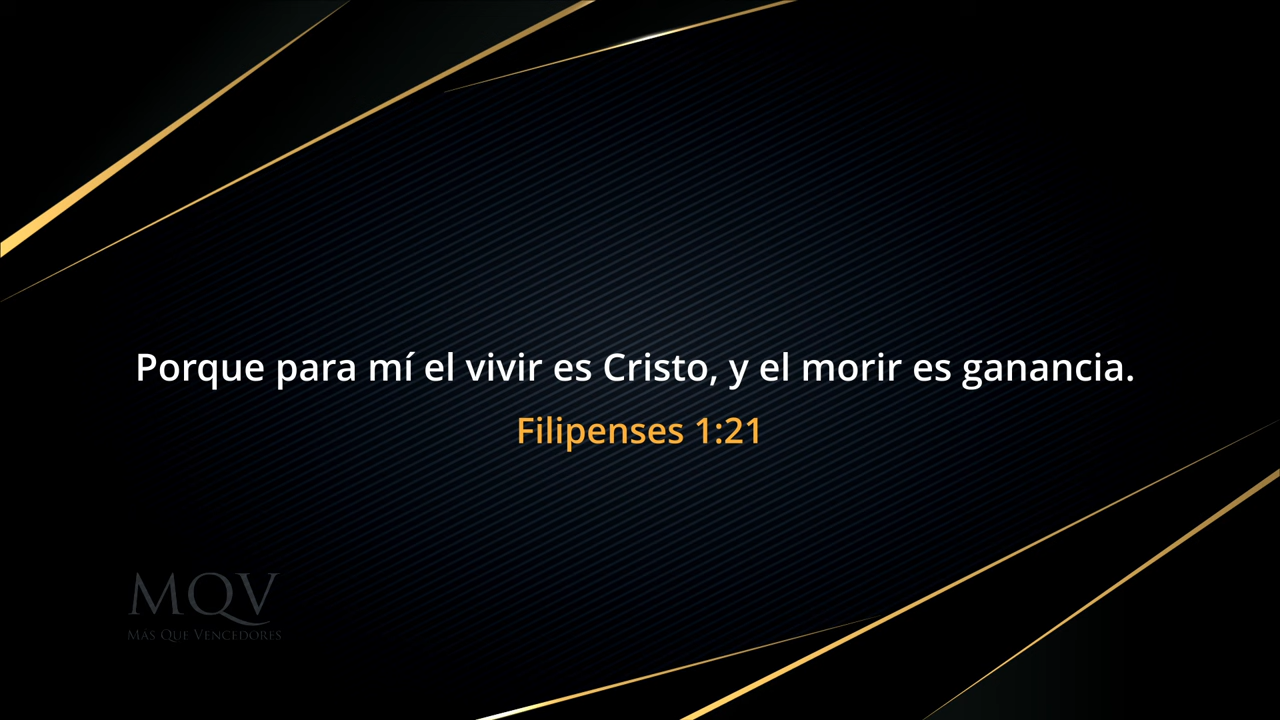 Porque para mí el vivir es Cristo, y el morir es ganancia.
Filipenses 1:21
MQV
Más Que Vencedores